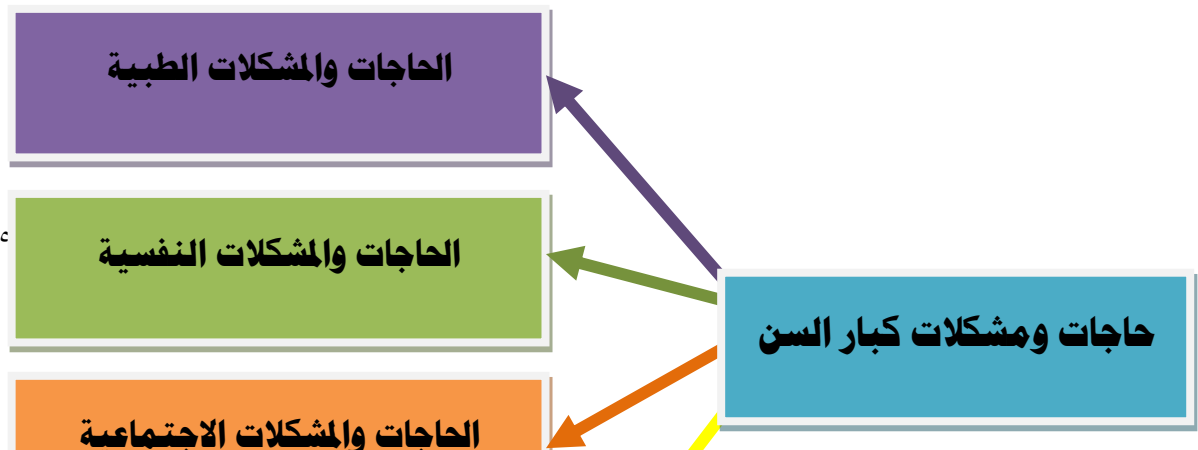 حاجات ومشكلات كبار السن
الحاجات والمشكلات الطبية
الحاجات والمشكلات النفسية
الحاجات والمشكلات الاجتماعية